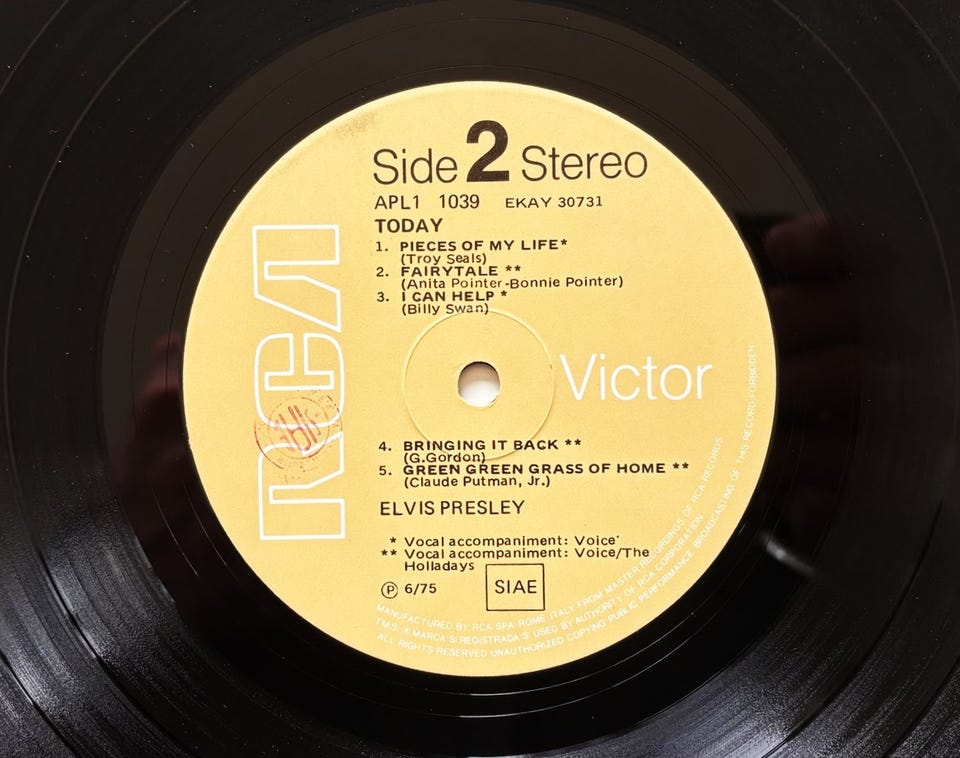 Side 2 Stereo
APL1 1039 EKAY 30731
TODAY
1. PIECES OF MY LIFE*
(Troy Seals)
2. FAIRYTALE **
(Anita Pointer-Bonnie Pointer)
3. I CAN HELP *
(Billy Swan)
RCA
Victor
4. BRINGING IT BACK **
(G.Gordon)
5. GREEN GREEN GRASS OF HOME **
(Claude Putman, Jr.)
ELVIS PRESLEY
* Vocal accompaniment: Voice'
** Vocal accompaniment: Voice/The
Holladays
Ⓟ 6/75 SIAE
MANUFACTURED BY RCA SPA ROME ITALY FROM MASTER RECORDINGS OF RCA RECORDS
TM'S ® MARCA'S) REGISTRADA'S USED BY AUTHORITY OF RCA CORPORATION
ALL RIGHTS RESERVED UNAUTHORIZED COPYING PUBLIC PERFORMANCE BROADCASTING OF THIS RECORD FORBIDDEN